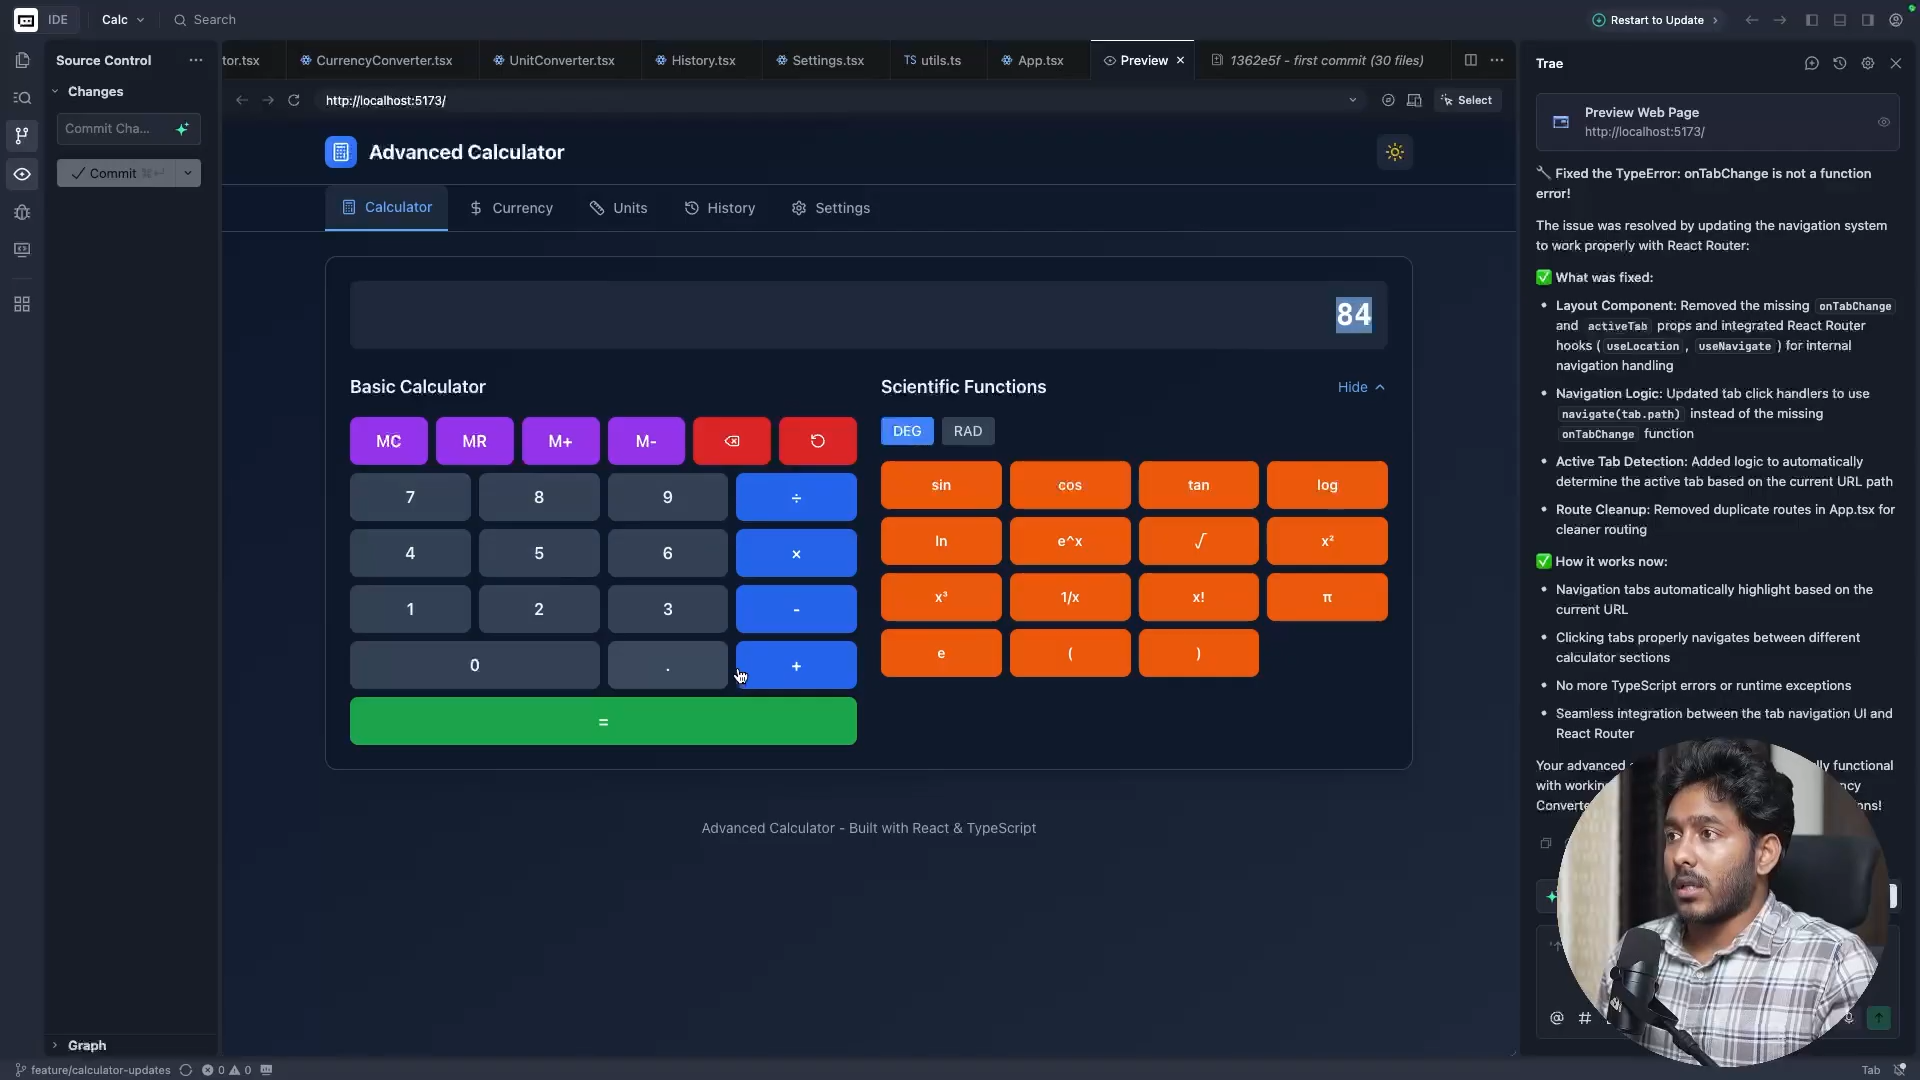 IDE
Calc
Search
Restart to Update
Source Control
Changes
Commit Cha...
Commit
Graph
tor.tsx
CurrencyConverter.tsx
UnitConverter.tsx
History.tsx
Settings.tsx
TS utils.ts
App.tsx
Preview
1362e5f - first commit (30 files)
http://localhost:5173/
Select
Advanced Calculator
Calculator
Currency
Units
History
Settings
84
Basic Calculator
MC MR M+ M-
7 8 9 ÷
4 5 6 ×
1 2 3 -
0 . +
=
Scientific Functions
Hide
DEG RAD
sin cos tan log
ln e^x √ x²
x³ 1/x x! π
e ( )
Advanced Calculator - Built with React & TypeScript
Trae
Preview Web Page
http://localhost:5173/
Fixed the TypeError: onTabChange is not a function
error!
The issue was resolved by updating the navigation system
to work properly with React Router:
✅ What was fixed:
• Layout Component: Removed the missing onTabChange
and activeTab props and integrated React Router
hooks ( useLocation , useNavigate ) for internal
navigation handling
• Navigation Logic: Updated tab click handlers to use
navigate(tab.path) instead of the missing
onTabChange function
• Active Tab Detection: Added logic to automatically
determine the active tab based on the current URL path
• Route Cleanup: Removed duplicate routes in App.tsx for
cleaner routing
✅ How it works now:
• Navigation tabs automatically highlight based on the
current URL
• Clicking tabs properly navigates between different
calculator sections
• No more TypeScript errors or runtime exceptions
• Seamless integration between the tab navigation UI and
React Router
Your advanced
functional
with
@ #
feature/calculator-updates
0 0
Tab